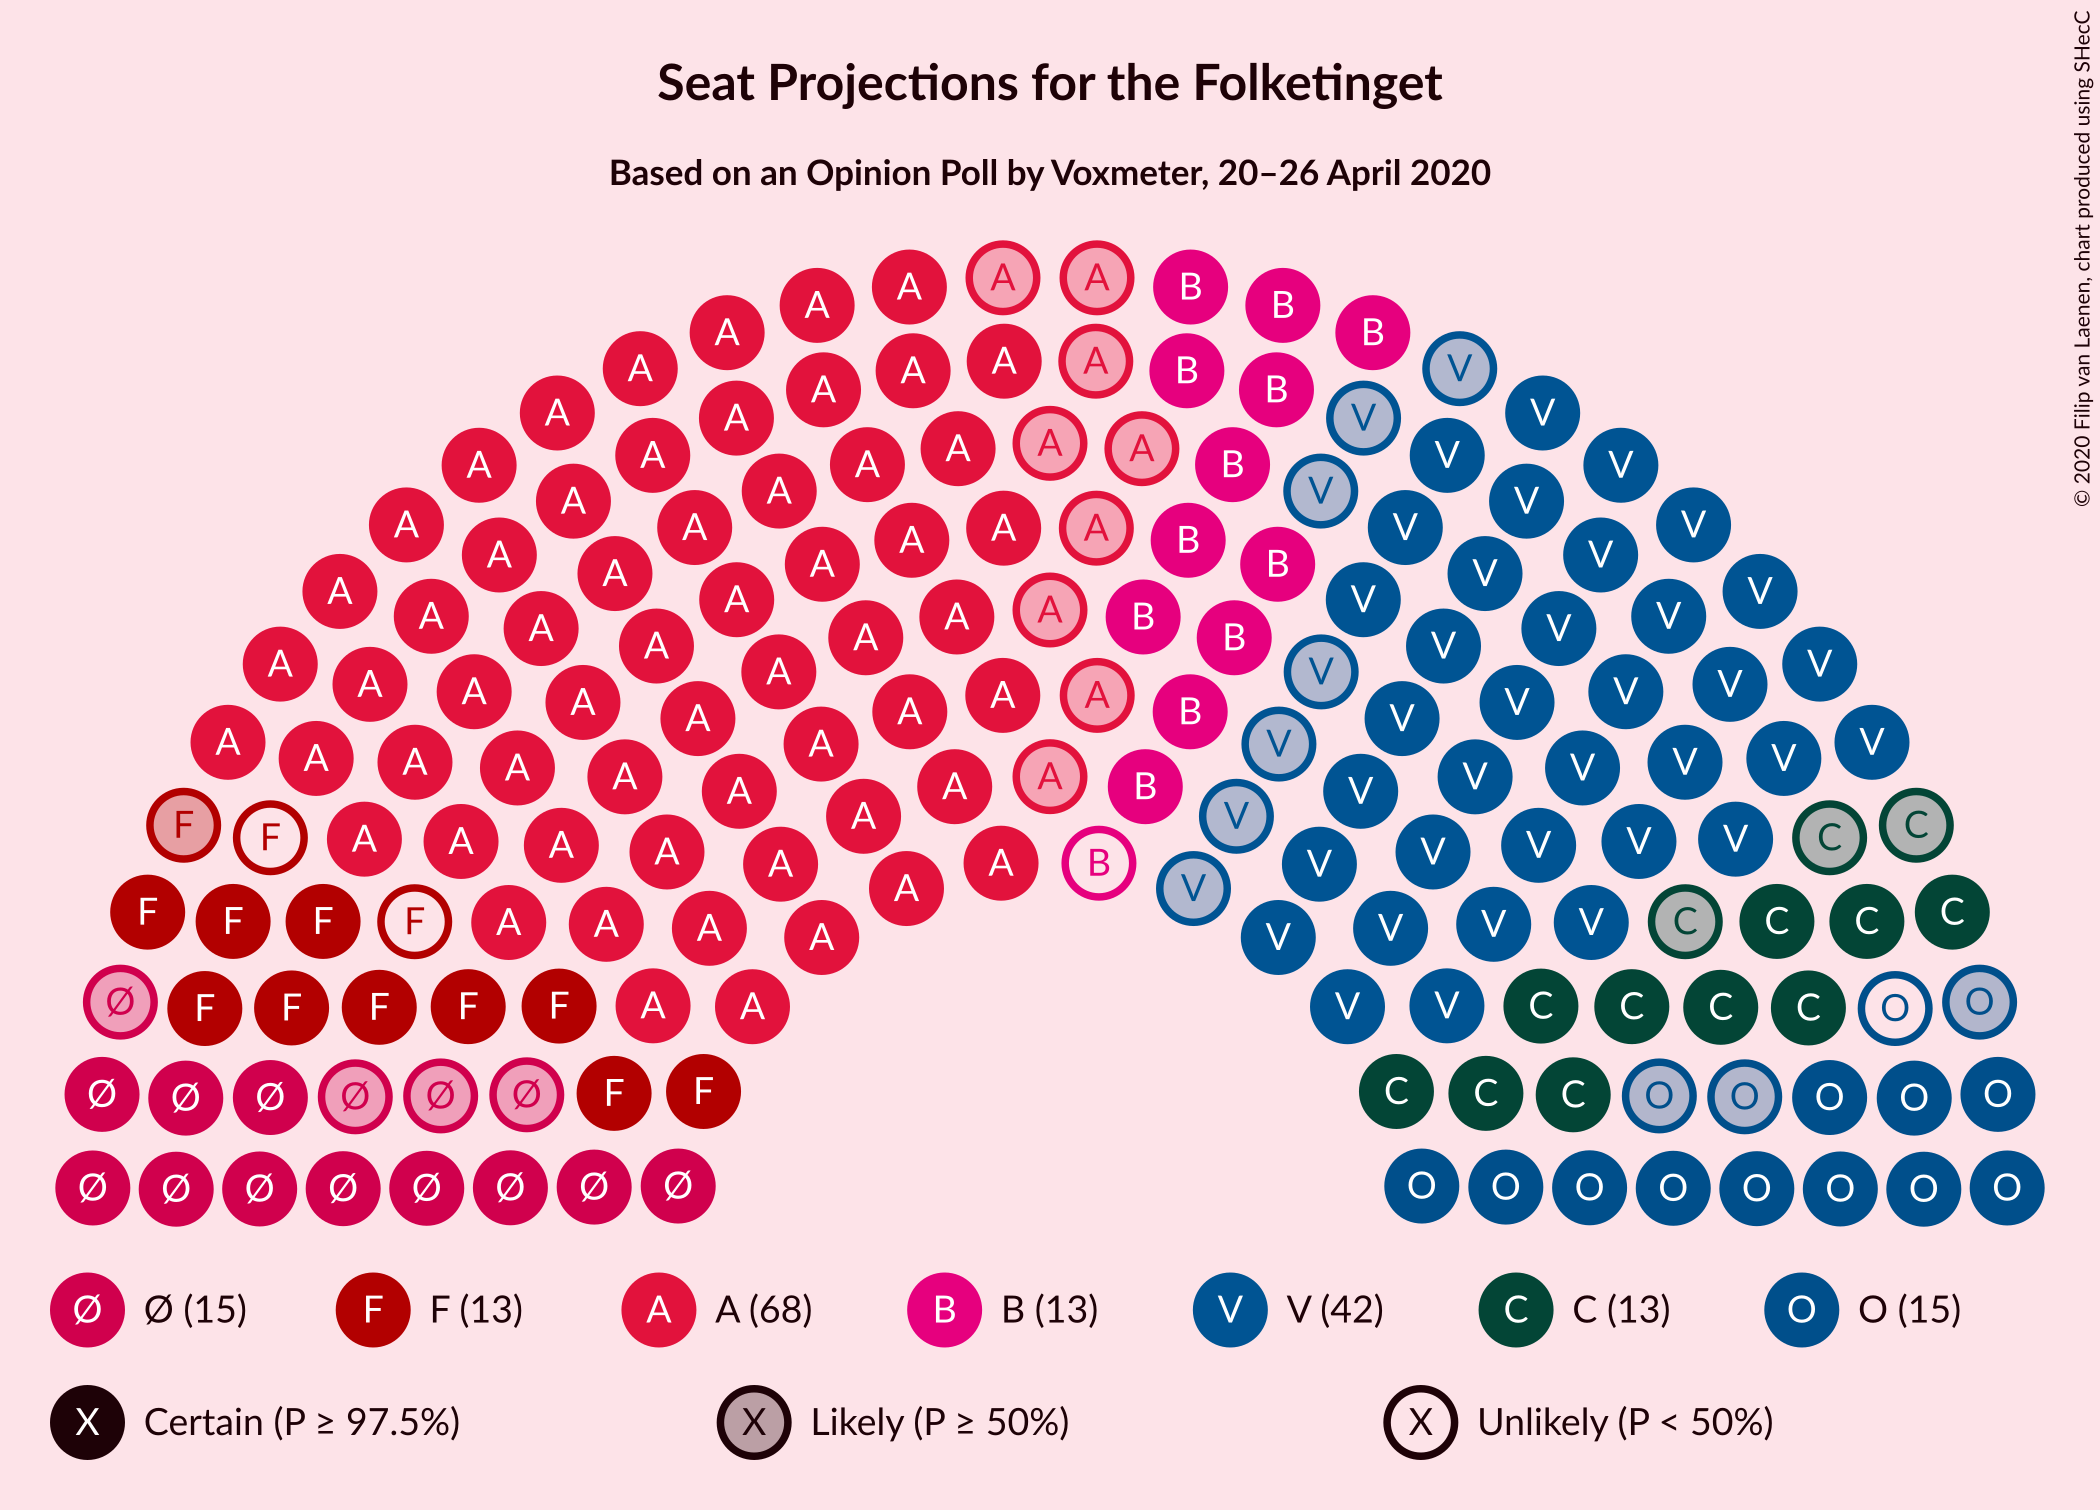 Seat Projections for the Folketinget
Based on an Opinion Poll by Voxmeter, 20–26 April 2020
© 2020 Filip van Laenen, chart produced using SHecC
A A
A A
B B
A A
B B
A V
A A A A B B V V
A A A B V V
A A A A A A B V V V
A A A A A A B B V V V V
A A A A A A B V V V V
A A A A A A B B V V V V
A A A A A A B V V V V
A A A A A A V V V V
A A A A A B V V V V
F F A A A A A A A B V V V V V V C C
F F F F A A A A V V V V C C C C
Ø F F F F F A A V V C C C C O O
Ø Ø Ø Ø Ø Ø F F C C C O O O O O
Ø Ø Ø Ø Ø Ø Ø Ø O O O O O O O O
Ø Ø (15) F F (13) A A (68) B B (13) V V (42) C C (13) O O (15)
X Certain (P ≥ 97.5%) X Likely (P ≥ 50%) X Unlikely (P < 50%)